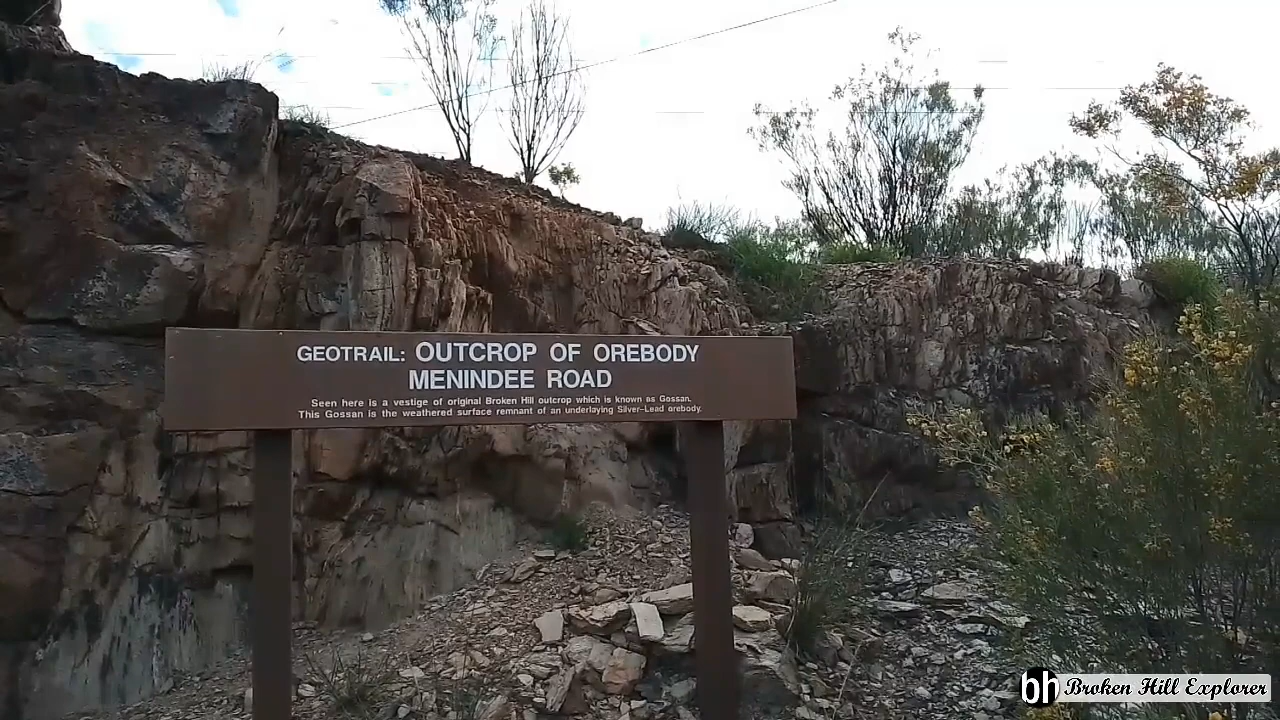 GEOTRAIL: OUTCROP OF OREBODY
MENINDEE ROAD
Seen here is a vestige of original Broken Hill outcrop which is known as Gossan.
This Gossan is the weathered surface remnant of an underlaying Silver-Lead orebody.
bh Broken Hill Explorer